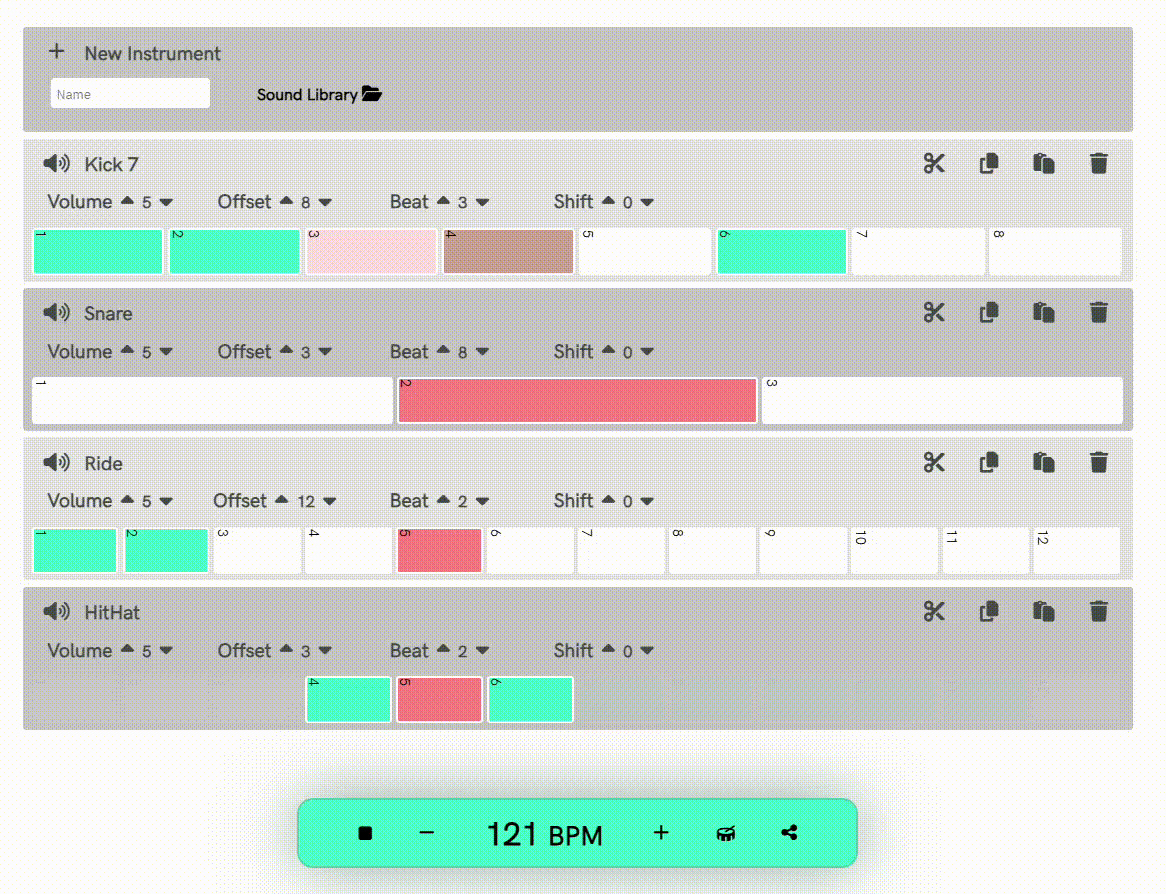 New Instrument
Name
Sound Library
Kick 7
Volume 5 Offset 8 Beat 3 Shift 0
1 2 3 4 5 6 7 8
Snare
Volume 5 Offset 3 Beat 8 Shift 0
1 2 3
Ride
Volume 5 Offset 12 Beat 2 Shift 0
1 2 3 4 5 6 7 8 9 10 11 12
HitHat
Volume 5 Offset 3 Beat 2 Shift 0
4 5 6
121 BPM